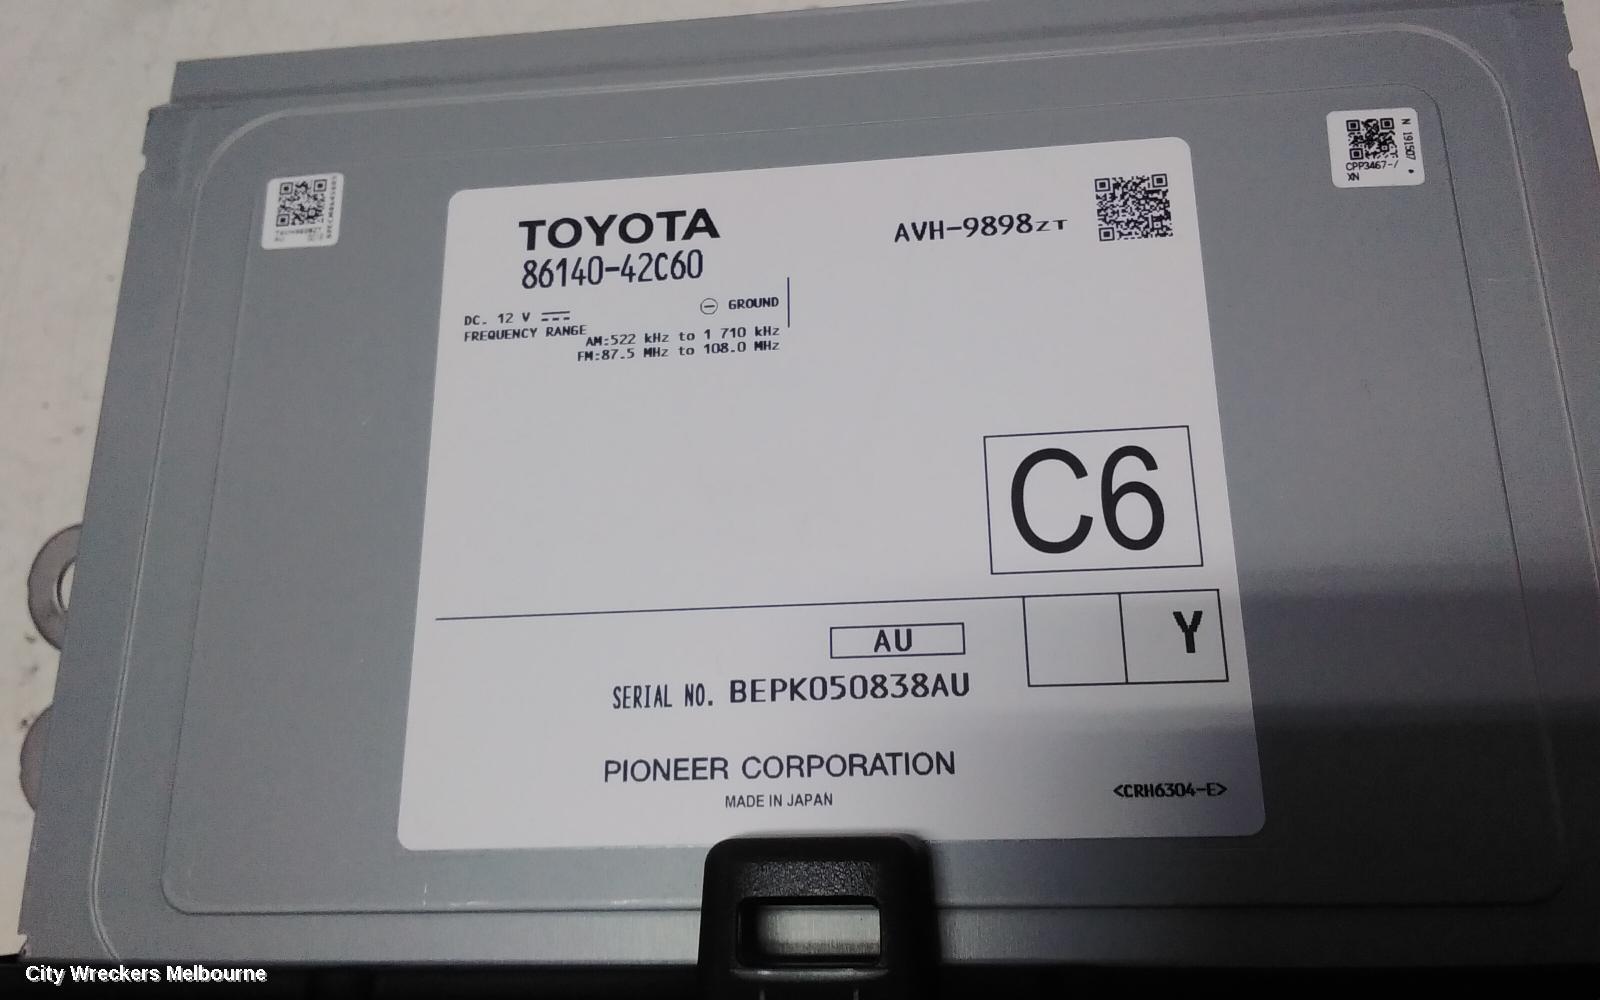 TOYOTA
86140-42C60
AVH-9898ZT
DC. 12 V
GROUND
FREQUENCY RANGE
AM:522 kHz to 1 710 kHz
FM:87.5 MHz to 108.0 MHz
N 191507
CPP3467-/
XN
C6
AU
Y
SERIAL NO. BEPK050838AU
PIONEER CORPORATION
MADE IN JAPAN
<CRH6304-E>
City Wreckers Melbourne